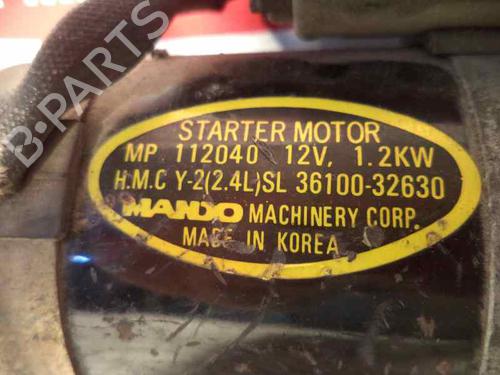 B-PARTS
STARTER MOTOR
MP 112040 12V, 1.2KW
H.M.C Y-2(2.4L)SL 36100-32630
MANDO MACHINERY CORP.
MADE IN KOREA